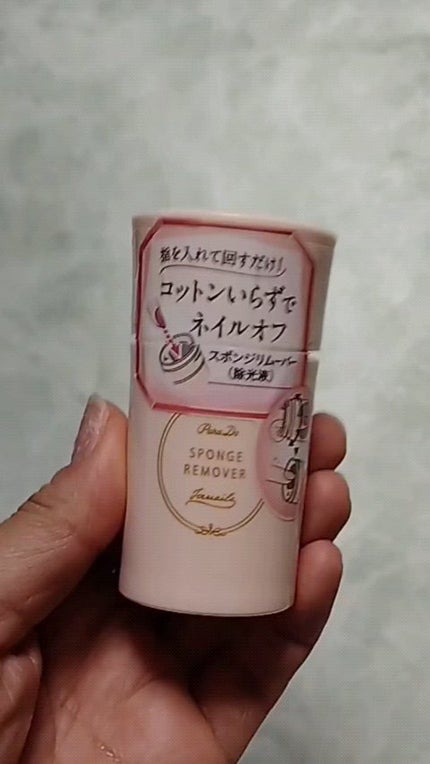 指を入れて回すだけ!
コットンいらずで
ネイルオフ
スポンジリムーバー
(除光液)
Para Do
SPONGE
REMOVER